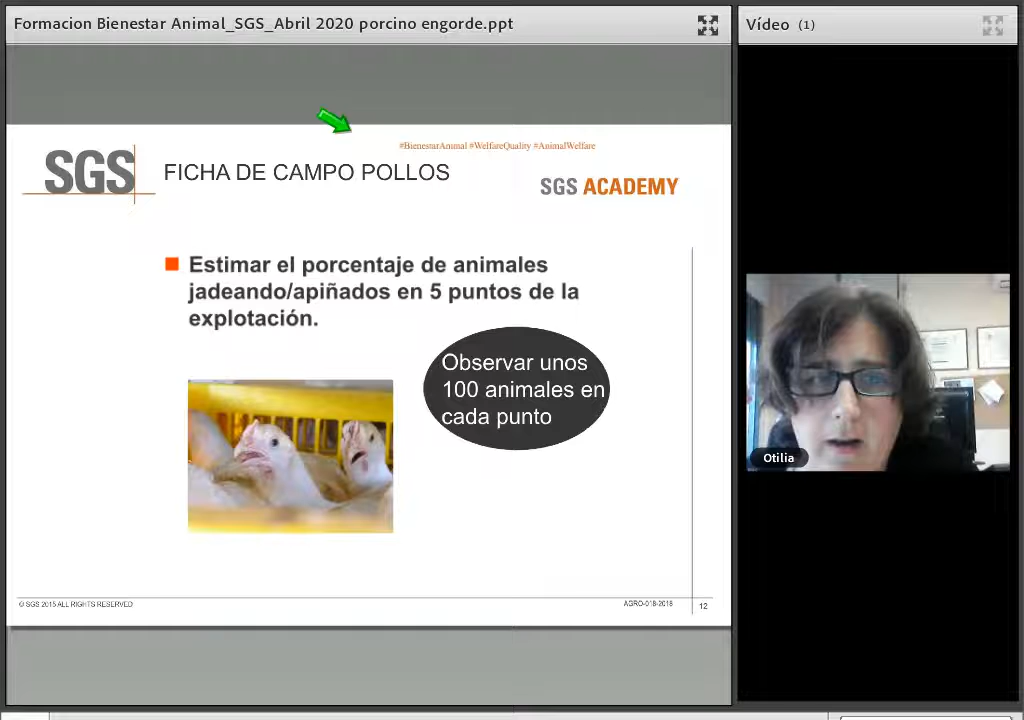 Formacion Bienestar Animal_SGS_Abril 2020 porcino engorde.ppt
Vídeo (1)
#BienestarAnimal #WelfareQuality #AnimalWelfare
SGS
FICHA DE CAMPO POLLOS
SGS ACADEMY
Estimar el porcentaje de animales
jadeando/apiñados en 5 puntos de la
explotación.
Observar unos
100 animales en
cada punto
Otilia
© SGS 2015 ALL RIGHTS RESERVED
AGRO-018-2018
12